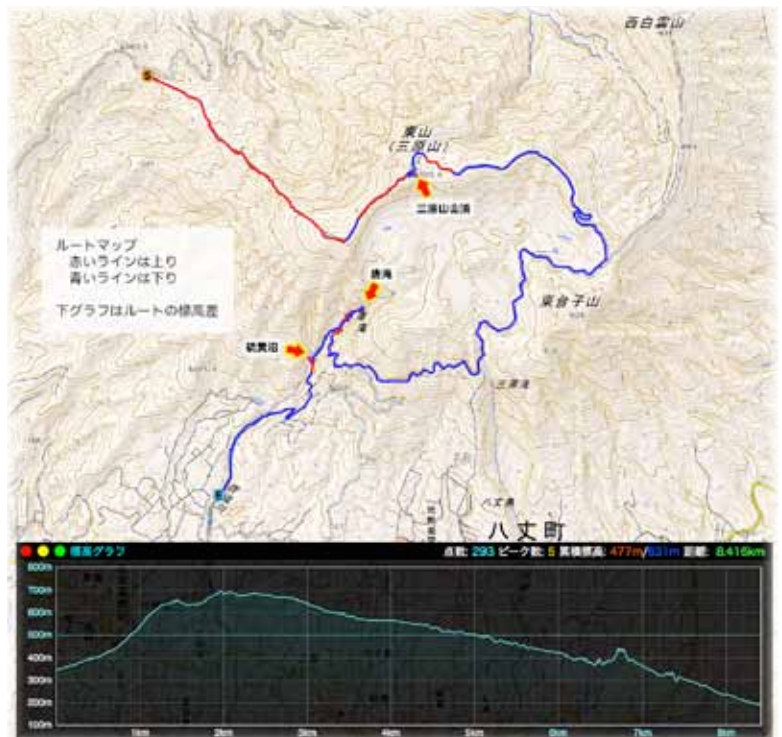 西白雲山
S
東山
(三原山)
三原山山頂
ルートマップ
赤いラインは上り
青いラインは下り
下グラフはルートの標高差
唐滝
硫黄沼
東台子山
三原滝
八丈町
標高グラフ
点数: 293 ピーク数: 5 累積標高: 477m/631m 距離: 8.416km
800m
700m
600m
500m
400m
300m
200m
100m
1km
2km
3km
4km
5km
6km
7km
8km